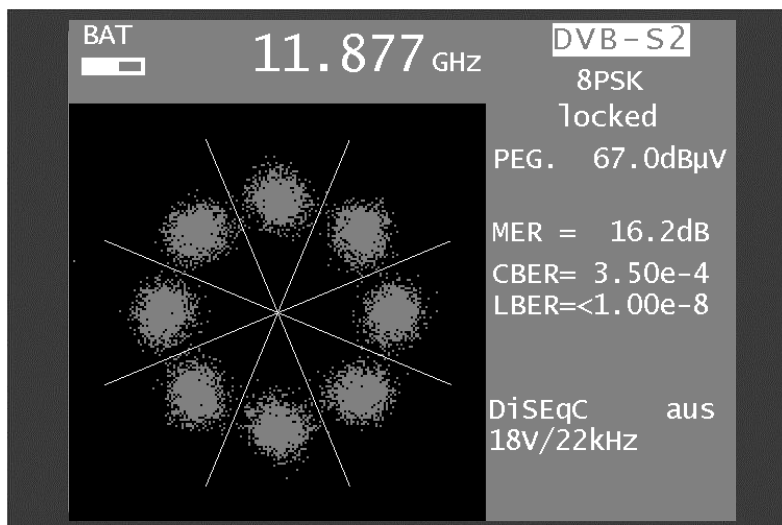 BAT
11.877 GHz
DVB-S2
8PSK
locked
PEG. 67.0dBµV
MER = 16.2dB
CBER= 3.50e-4
LBER=<1.00e-8
DiSEqC aus
18V/22kHz